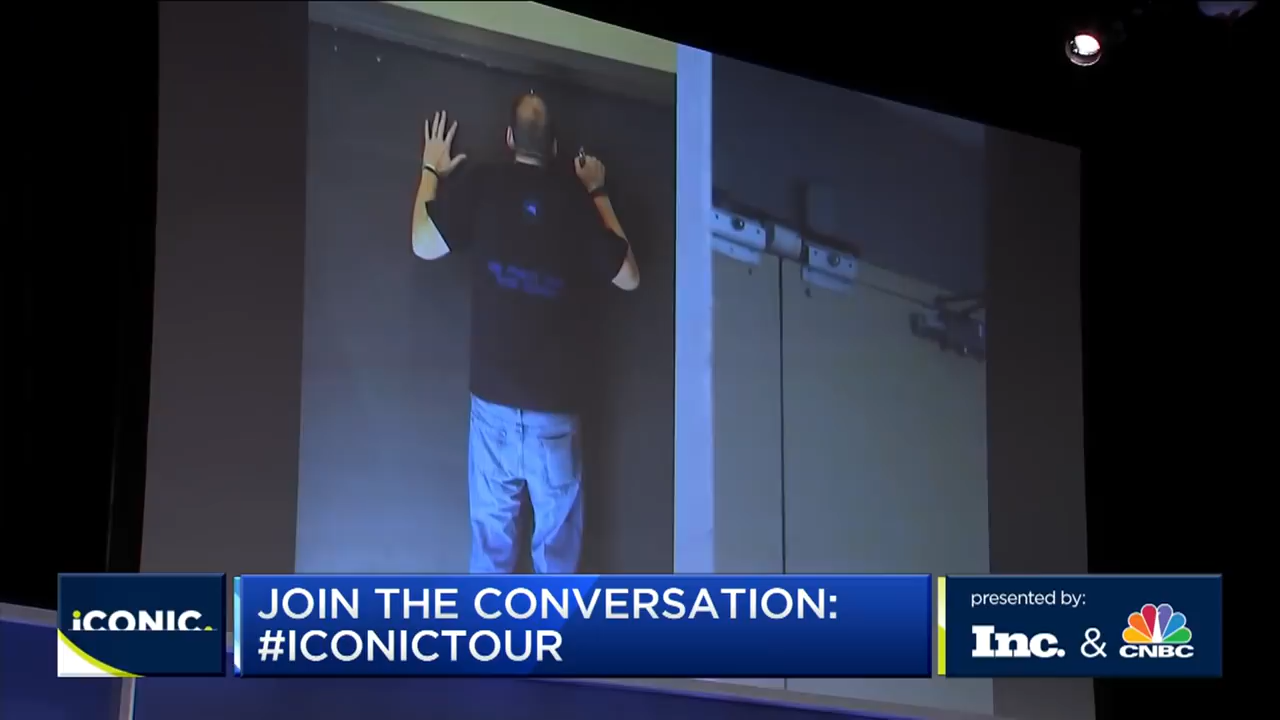 iCONIC.
JOIN THE CONVERSATION:
#ICONICTOUR
presented by:
Inc. & CNBC